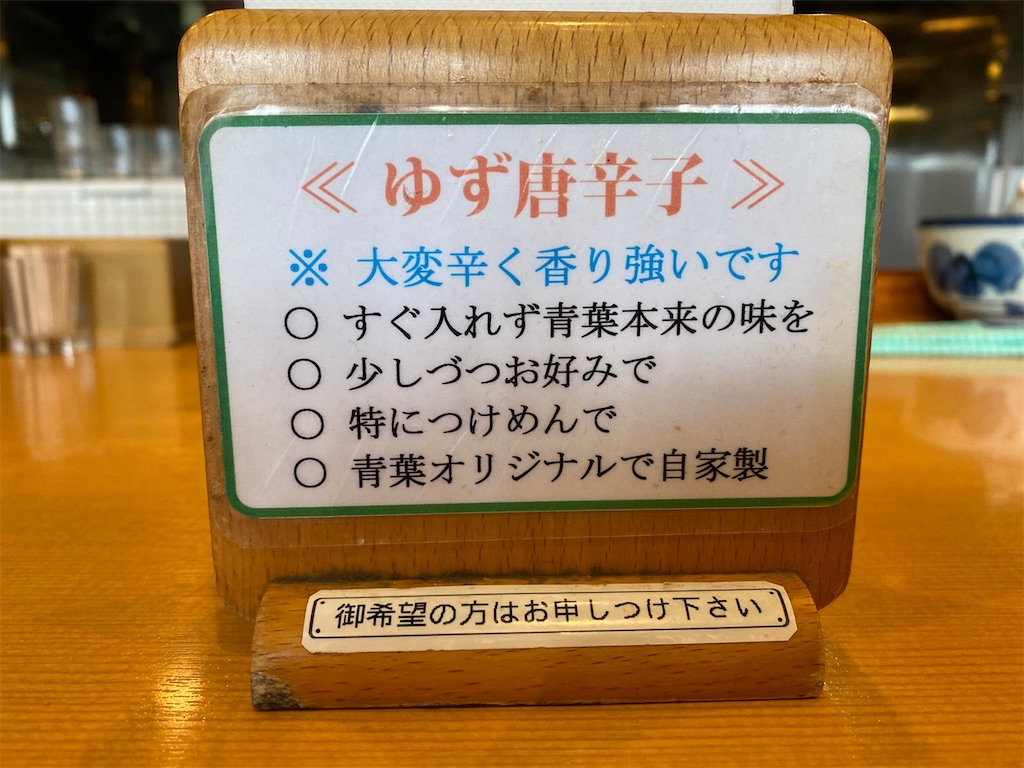 ≪ ゆず唐辛子 ≫
※ 大変辛く香り強いです
○ すぐ入れず青葉本来の味を
○ 少しづつお好みで
○ 特につけめんで
○ 青葉オリジナルで自家製
御希望の方はお申しつけ下さい